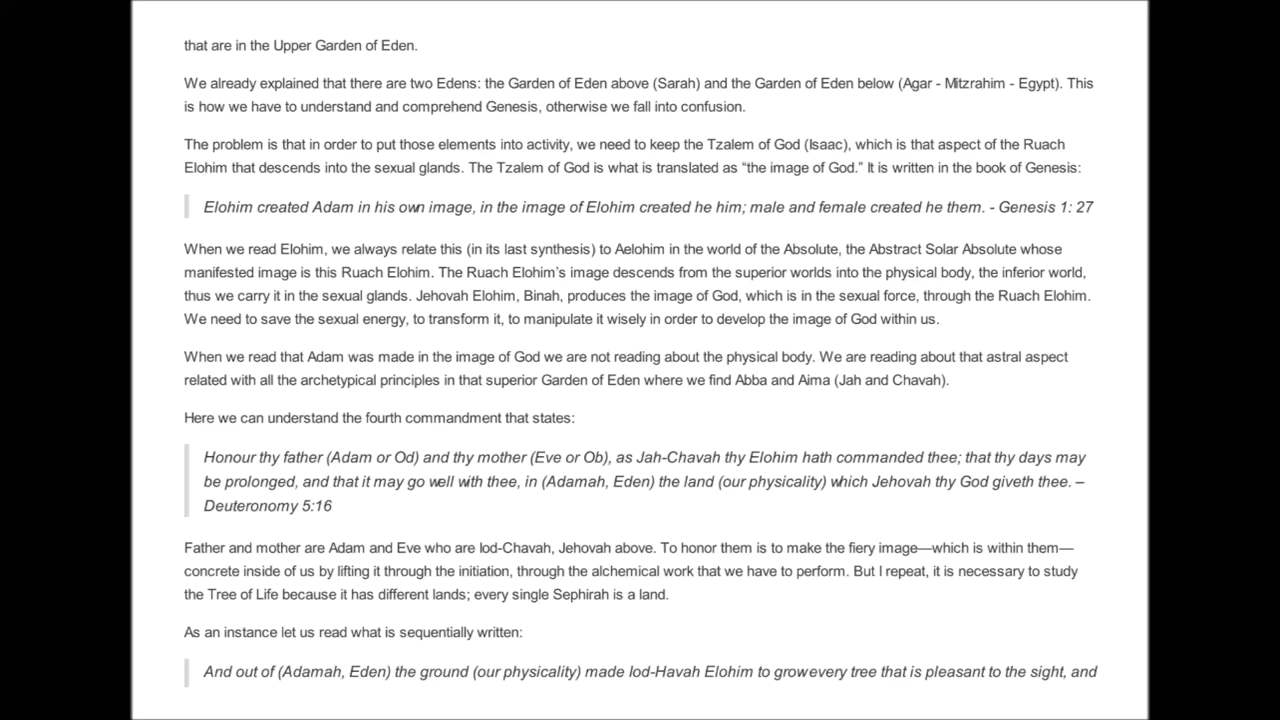 that are in the Upper Garden of Eden.
We already explained that there are two Edens: the Garden of Eden above (Sarah) and the Garden of Eden below (Agar - Mitzrahim - Egypt). This
is how we have to understand and comprehend Genesis, otherwise we fall into confusion.
The problem is that in order to put those elements into activity, we need to keep the Tzalem of God (Isaac), which is that aspect of the Ruach
Elohim that descends into the sexual glands. The Tzalem of God is what is translated as “the image of God.” It is written in the book of Genesis:
Elohim created Adam in his own image, in the image of Elohim created he him; male and female created he them. - Genesis 1: 27
When we read Elohim, we always relate this (in its last synthesis) to Aelohim in the world of the Absolute, the Abstract Solar Absolute whose
manifested image is this Ruach Elohim. The Ruach Elohim’s image descends from the superior worlds into the physical body, the inferior world,
thus we carry it in the sexual glands. Jehovah Elohim, Binah, produces the image of God, which is in the sexual force, through the Ruach Elohim.
We need to save the sexual energy, to transform it, to manipulate it wisely in order to develop the image of God within us.
When we read that Adam was made in the image of God we are not reading about the physical body. We are reading about that astral aspect
related with all the archetypical principles in that superior Garden of Eden where we find Abba and Aima (Jah and Chavah).
Here we can understand the fourth commandment that states:
Honour thy father (Adam or Od) and thy mother (Eve or Ob), as Jah-Chavah thy Elohim hath commanded thee; that thy days may
be prolonged, and that it may go well with thee, in (Adamah, Eden) the land (our physicality) which Jehovah thy God giveth thee. –
Deuteronomy 5:16
Father and mother are Adam and Eve who are Iod-Chavah, Jehovah above. To honor them is to make the fiery image—which is within them—
concrete inside of us by lifting it through the initiation, through the alchemical work that we have to perform. But I repeat, it is necessary to study
the Tree of Life because it has different lands; every single Sephirah is a land.
As an instance let us read what is sequentially written:
And out of (Adamah, Eden) the ground (our physicality) made Iod-Havah Elohim to growevery tree that is pleasant to the sight, and